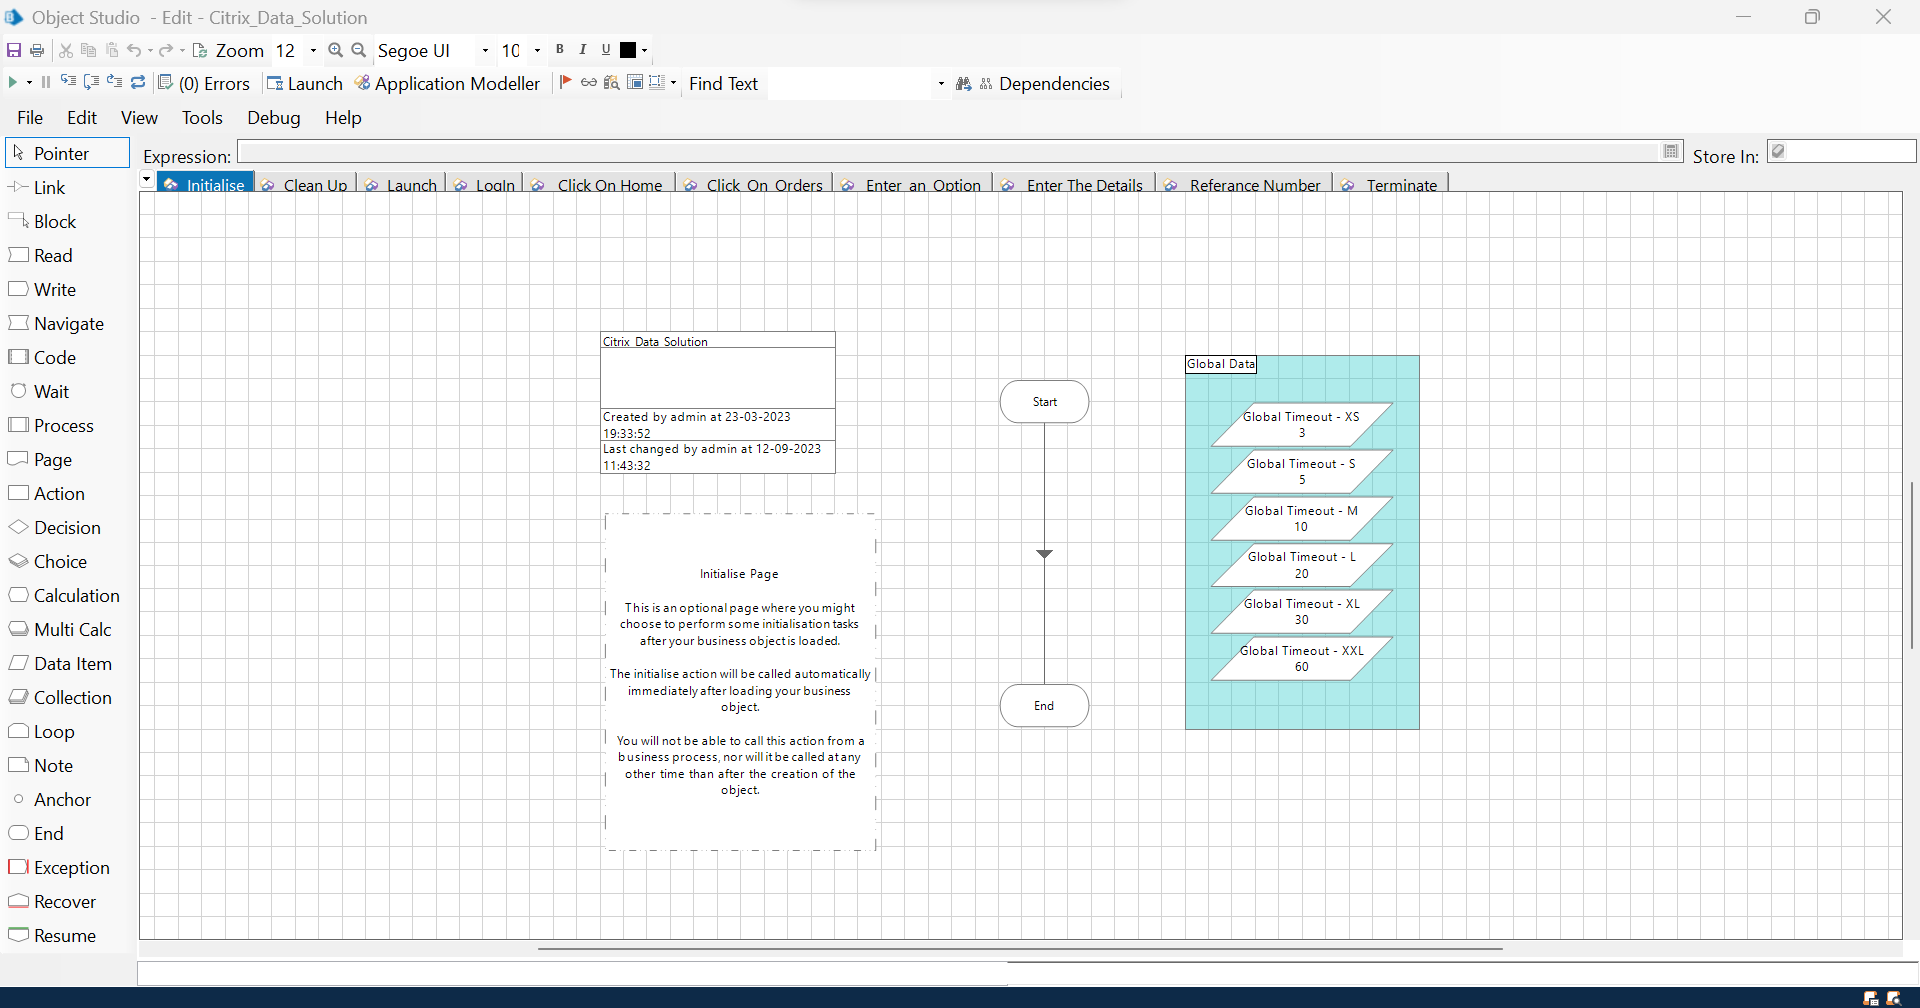 Object Studio - Edit - Citrix_Data_Solution
Zoom 12 Segoe UI 10 B I U
(0) Errors Launch Application Modeller Find Text Dependencies
File Edit View Tools Debug Help
Pointer
Expression:
Store In:
Initialise Clean Up Launch LogIn Click On Home Click On Orders Enter an Option Enter The Details Referance Number Terminate
Link
Block
Read
Write
Navigate
Code
Wait
Process
Page
Action
Decision
Choice
Calculation
Multi Calc
Data Item
Collection
Loop
Note
Anchor
End
Exception
Recover
Resume
Citrix Data Solution
Created by admin at 23-03-2023
19:33:52
Last changed by admin at 12-09-2023
11:43:32
Initialise Page
This is an optional page where you might
choose to perform some initialisation tasks
after your business object is loaded.
The initialise action will be called automatically
immediately after loading your business
object.
You will not be able to call this action from a
business process, nor will it be called at any
other time than after the creation of the
object.
Start
End
Global Data
Global Timeout - XS
3
Global Timeout - S
5
Global Timeout - M
10
Global Timeout - L
20
Global Timeout - XL
30
Global Timeout - XXL
60